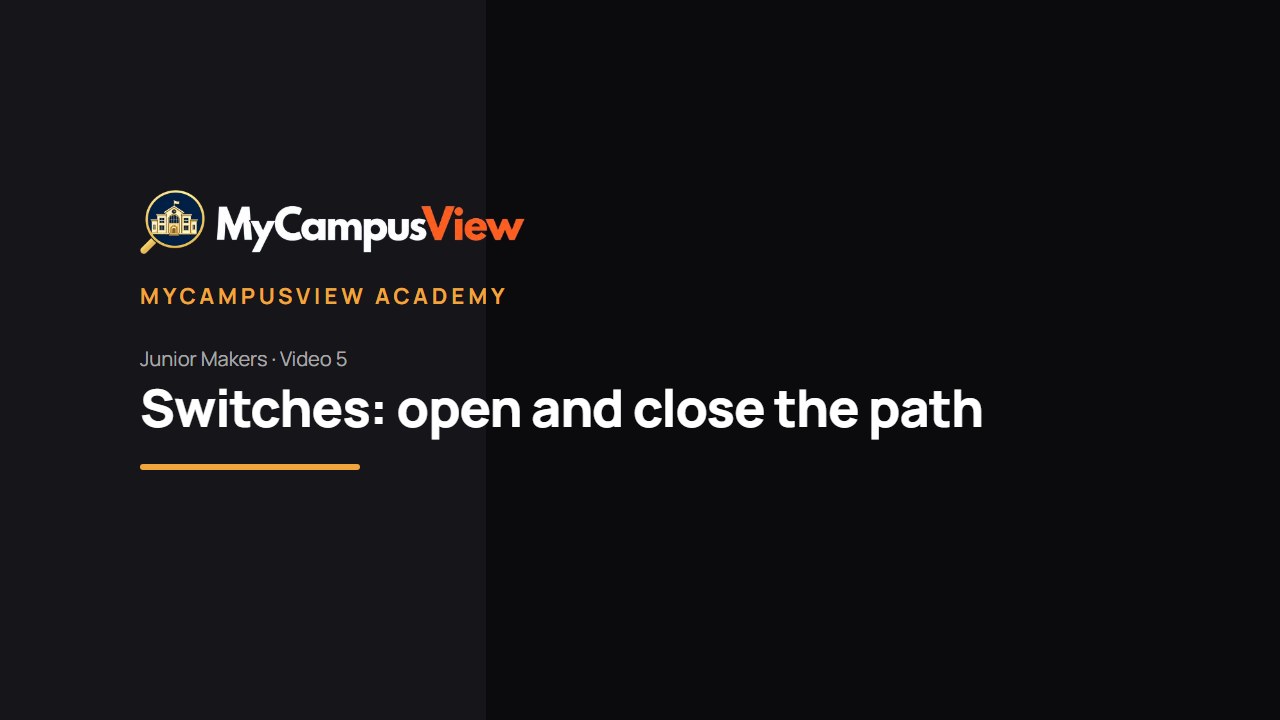 MyCampusView
MYCAMPUSVIEW ACADEMY
Junior Makers · Video 5
Switches: open and close the path